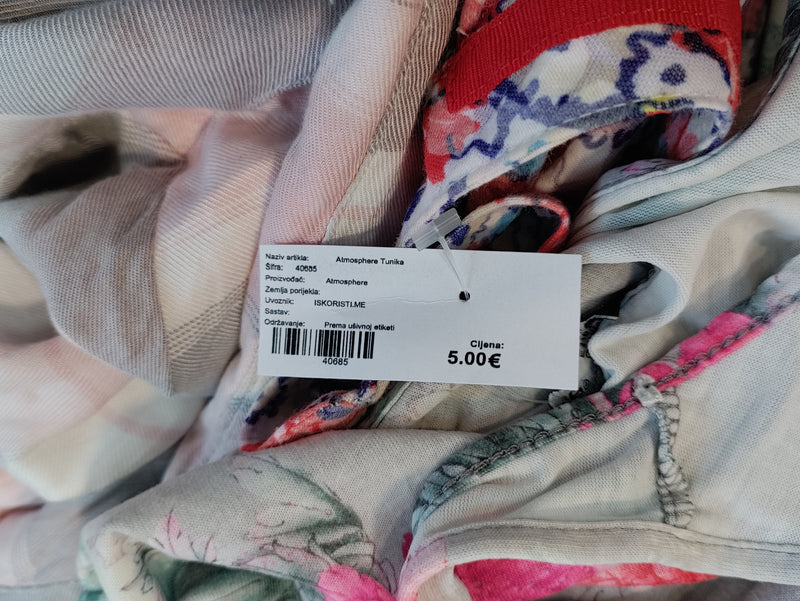 Naziv artikla: Atmosphere Tunika
Šifra: 40685
Proizvođač: Atmosphere
Zemlja porijekla:
Uvoznik: ISKORISTI.ME
Sastav:
Održavanje: Prema ušivnoj etiketi
40685
Cijena:
5.00€